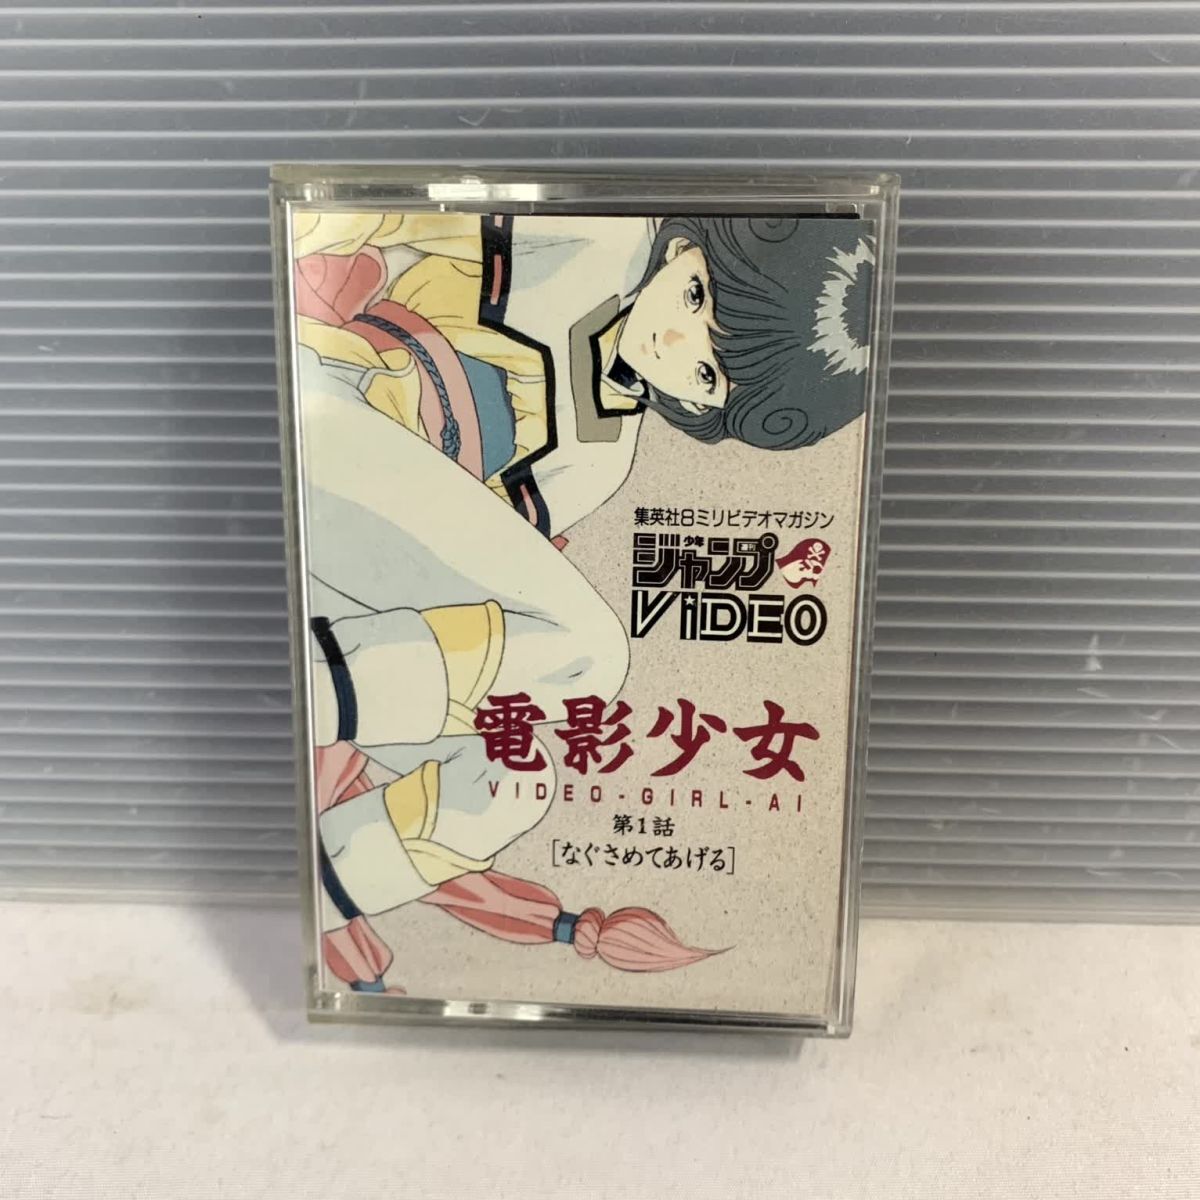 集英社8ミリビデオマガジン
週刊少年ジャンプ
ViDEO
電影少女
VIDEO-GIRL-AI
第1話
[なぐさめてあげる]